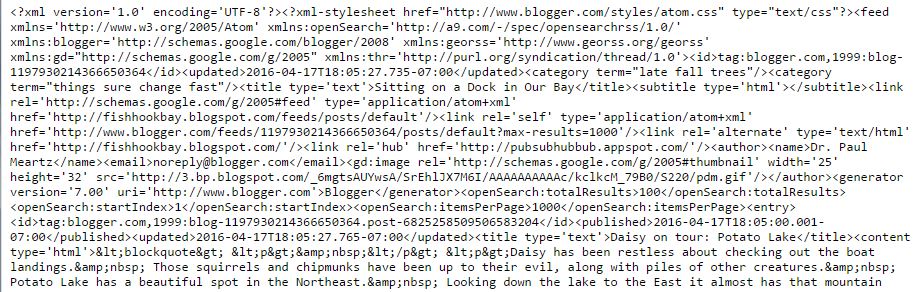 <?xml version='1.0' encoding='UTF-8'?><?xml-stylesheet href="http://www.blogger.com/styles/atom.css" type="text/css"?><feed
xmlns='http://www.w3.org/2005/Atom' xmlns:openSearch='http://a9.com/-/spec/opensearchrss/1.0/'
xmlns:blogger='http://schemas.google.com/blogger/2008' xmlns:georss='http://www.georss.org/georss'
xmlns:gd="http://schemas.google.com/g/2005" xmlns:thr='http://purl.org/syndication/thread/1.0'><id>tag:blogger.com,1999:blog-
1197930214366650364</id><updated>2016-04-17T18:05:27.735-07:00</updated><category term="late fall trees"/><category
term="things sure change fast"/><title type='text'>Sitting on a Dock in Our Bay</title><subtitle type='html'></subtitle><link
rel='http://schemas.google.com/g/2005#feed' type='application/atom+xml'
href='http://fishhookbay.blogspot.com/feeds/posts/default'/><link rel='self' type='application/atom+xml'
href='http://www.blogger.com/feeds/1197930214366650364/posts/default?max-results=1000'/><link rel='alternate' type='text/html'
href='http://fishhookbay.blogspot.com/'/><link rel='hub' href='http://pubsubhubbub.appspot.com/'/><author><name>Dr. Paul
Meartz</name><email>noreply@blogger.com</email><gd:image rel='http://schemas.google.com/g/2005#thumbnail' width='25'
height='32' src='http://3.bp.blogspot.com/_6mgtsAUYwsA/SrEhlJX7M6I/AAAAAAAAAAc/kclkcM_79B0/S220/pdm.gif'/></author><generator
version='7.00' uri='http://www.blogger.com'>Blogger</generator><openSearch:totalResults>100</openSearch:totalResults>
<openSearch:startIndex>1</openSearch:startIndex><openSearch:itemsPerPage>1000</openSearch:itemsPerPage><entry>
<id>tag:blogger.com,1999:blog-1197930214366650364.post-6825258509506583204</id><published>2016-04-17T18:05:00.001-
07:00</published><updated>2016-04-17T18:05:27.765-07:00</updated><title type='text'>Daisy on tour: Potato Lake</title><content
type='html'>&lt;blockquote&gt; &lt;p&gt;&amp;nbsp;&lt;/p&gt; &lt;p&gt;Daisy has been restless about checking out the boat
landings.&amp;nbsp; Those squirrels and chipmunks have been up to their evil, along with piles of other creatures.&amp;nbsp;
Potato Lake has a beautiful spot in the Northeast.&amp;nbsp; Looking down the lake to the East it almost has that mountain